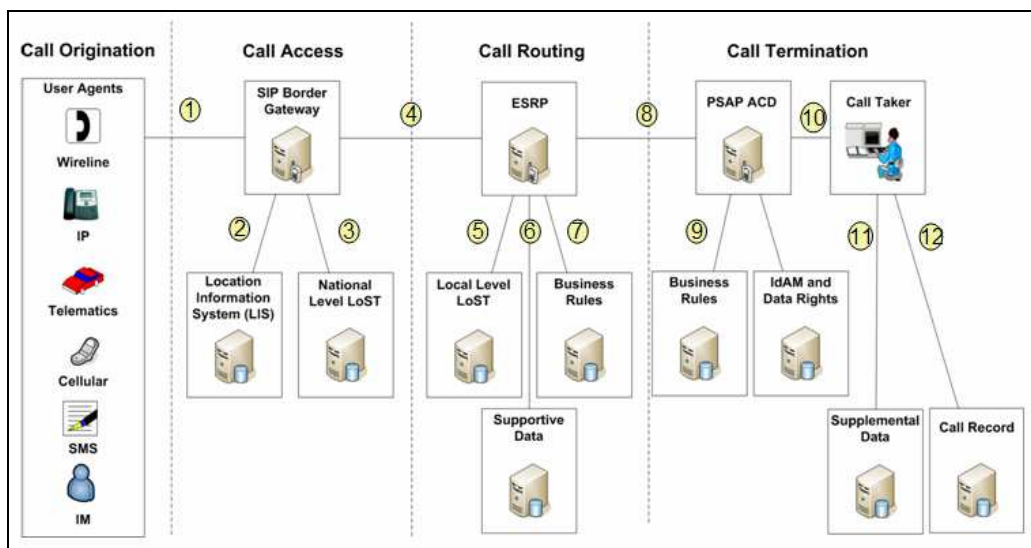 Call Origination
Call Access
Call Routing
Call Termination
User Agents
Wireline
IP
Telematics
Cellular
SMS
IM
1
SIP Border
Gateway
4
ESRP
8
PSAP ACD
10
Call Taker
2
3
5
6
7
9
11
12
Location
Information
System (LIS)
National
Level LoST
Local Level
LoST
Business
Rules
Business
Rules
IdAM and
Data Rights
Supportive
Data
Supplemental
Data
Call Record